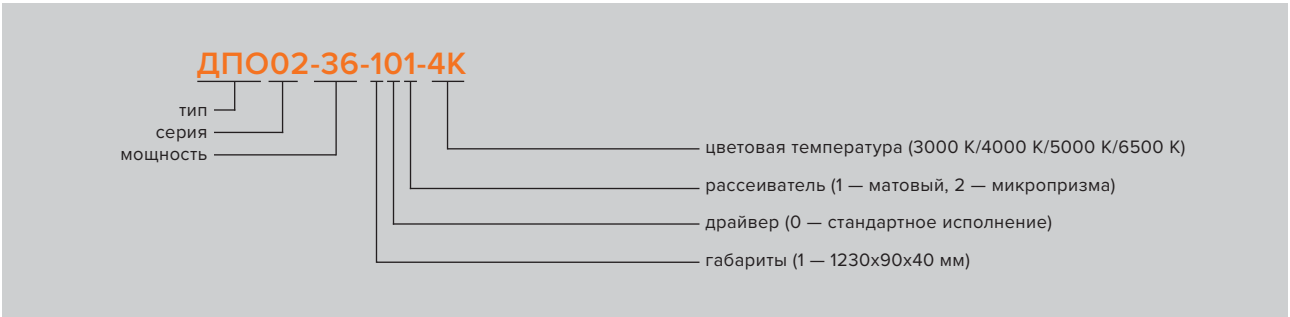 ДПО02-36-101-4К
тип
серия
мощность
цветовая температура (3000 К/4000 К/5000 К/6500 К)
рассеиватель (1 — матовый, 2 — микропризма)
драйвер (0 — стандартное исполнение)
габариты (1 — 1230х90х40 мм)